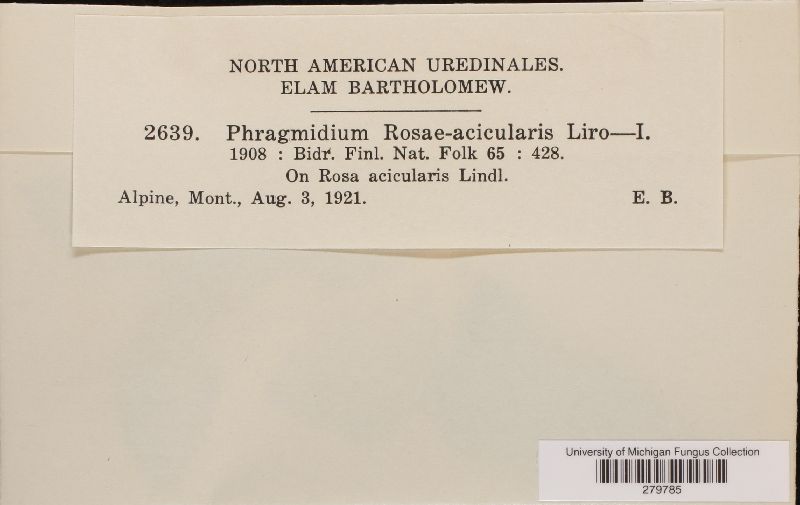 NORTH AMERICAN UREDINALES.
ELAM BARTHOLOMEW.
2639. Phragmidium Rosae-acicularis Liro—I.
1908 : Bidr. Finl. Nat. Folk 65 : 428.
On Rosa acicularis Lindl.
Alpine, Mont., Aug. 3, 1921. E. B.
University of Michigan Fungus Collection
279785